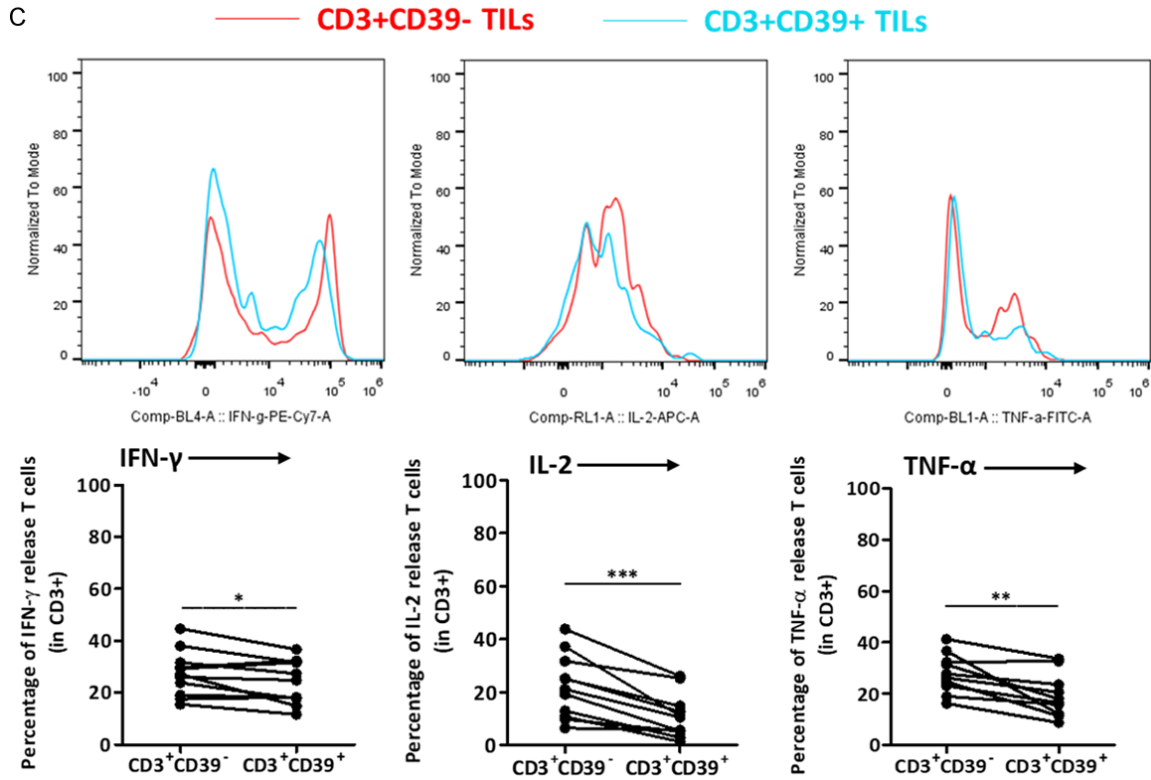 C
CD3+CD39- TILs
CD3+CD39+ TILs
Normalized To Mode
100
80
60
40
20
0
-10^4
0
10^4
10^5
10^6
Comp-BL4-A :: IFN-g-PE-Cy7-A
Normalized To Mode
100
80
60
40
20
0
0
10^4
10^5
10^6
Comp-RL1-A :: IL-2-APC-A
Normalized To Mode
100
80
60
40
20
0
0
10^4
10^5
10^6
Comp-BL1-A :: TNF-a-FITC-A
IFN-γ
Percentage of IFN-γ release T cells
(in CD3+)
100
80
60
40
20
0
*
CD3+CD39-
CD3+CD39+
IL-2
Percentage of IL-2 release T cells
(in CD3+)
100
80
60
40
20
0
***
CD3+CD39-
CD3+CD39+
TNF-α
Percentage of TNF-α release T cells
(in CD3+)
100
80
60
40
20
0
**
CD3+CD39-
CD3+CD39+